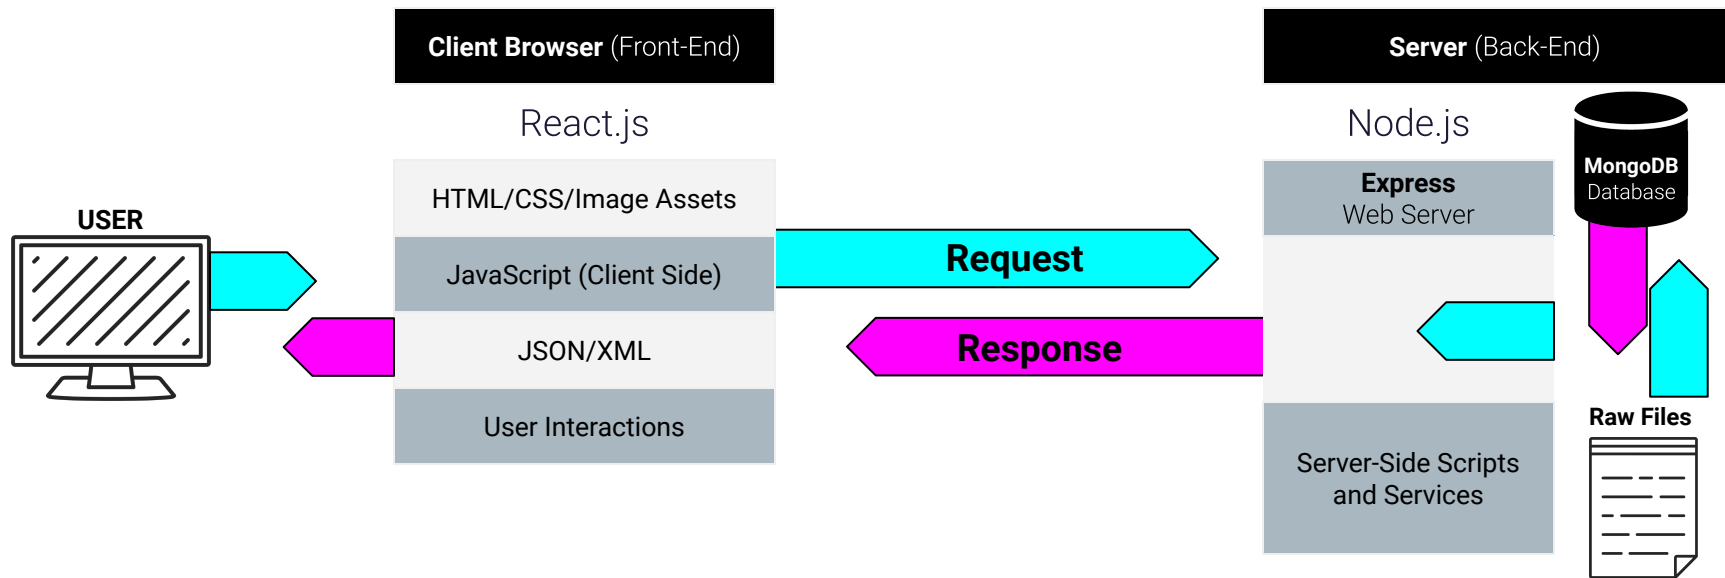 Client Browser (Front-End)
Server (Back-End)
React.js
Node.js
MongoDB
Database
HTML/CSS/Image Assets
Express
Web Server
USER
JavaScript (Client Side)
Request
JSON/XML
Response
User Interactions
Raw Files
Server-Side Scripts
and Services